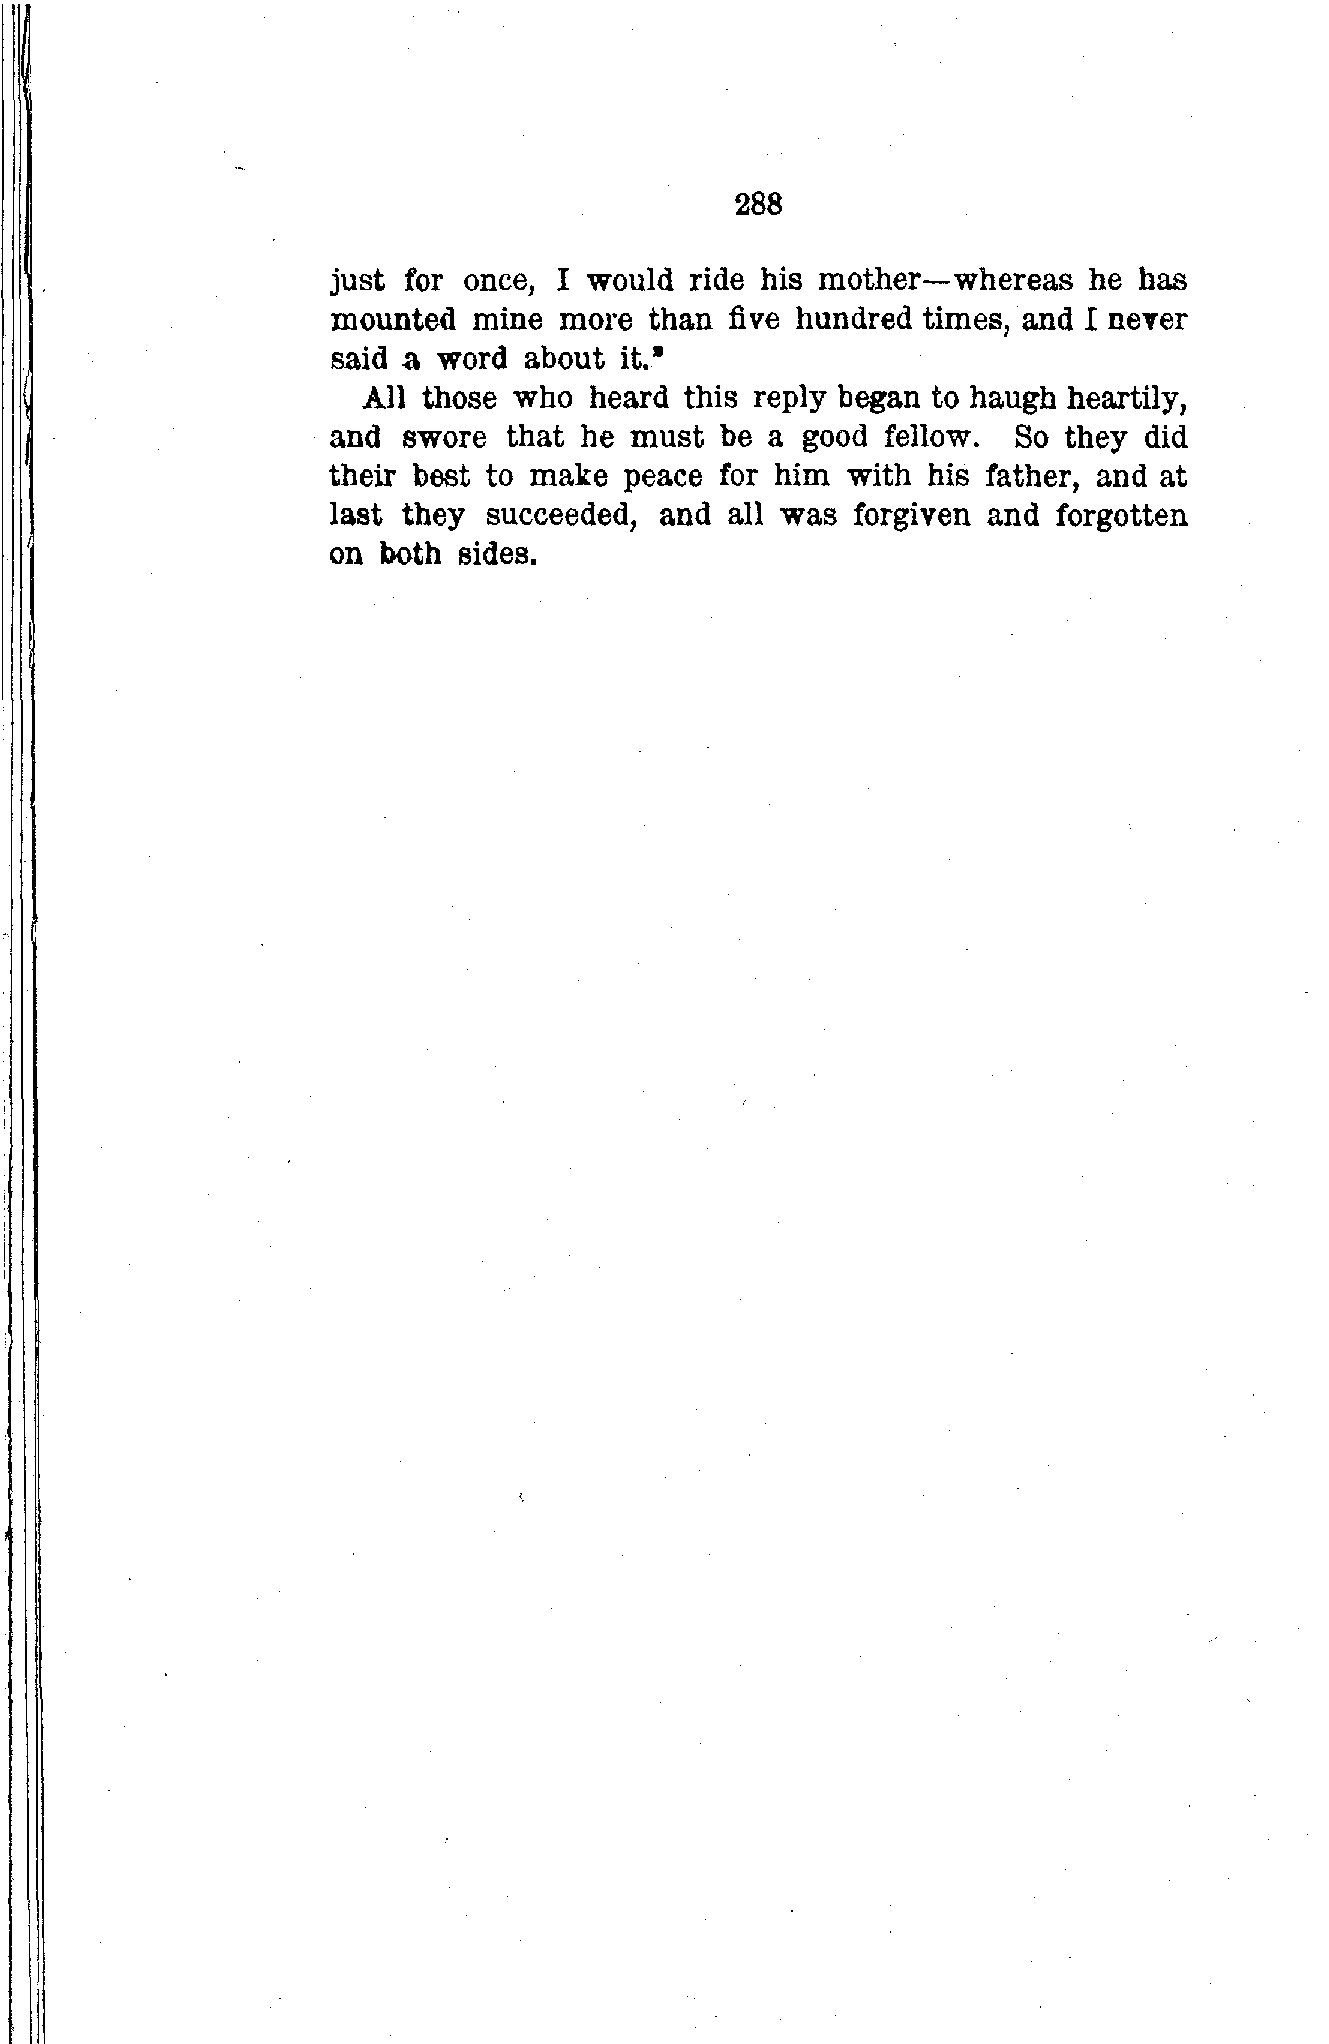 288
just for once, I would ride his mother—whereas he has
mounted mine more than five hundred times, and I never
said a word about it."
All those who heard this reply began to haugh heartily,
and swore that he must be a good fellow. So they did
their best to make peace for him with his father, and at
last they succeeded, and all was forgiven and forgotten
on both sides.